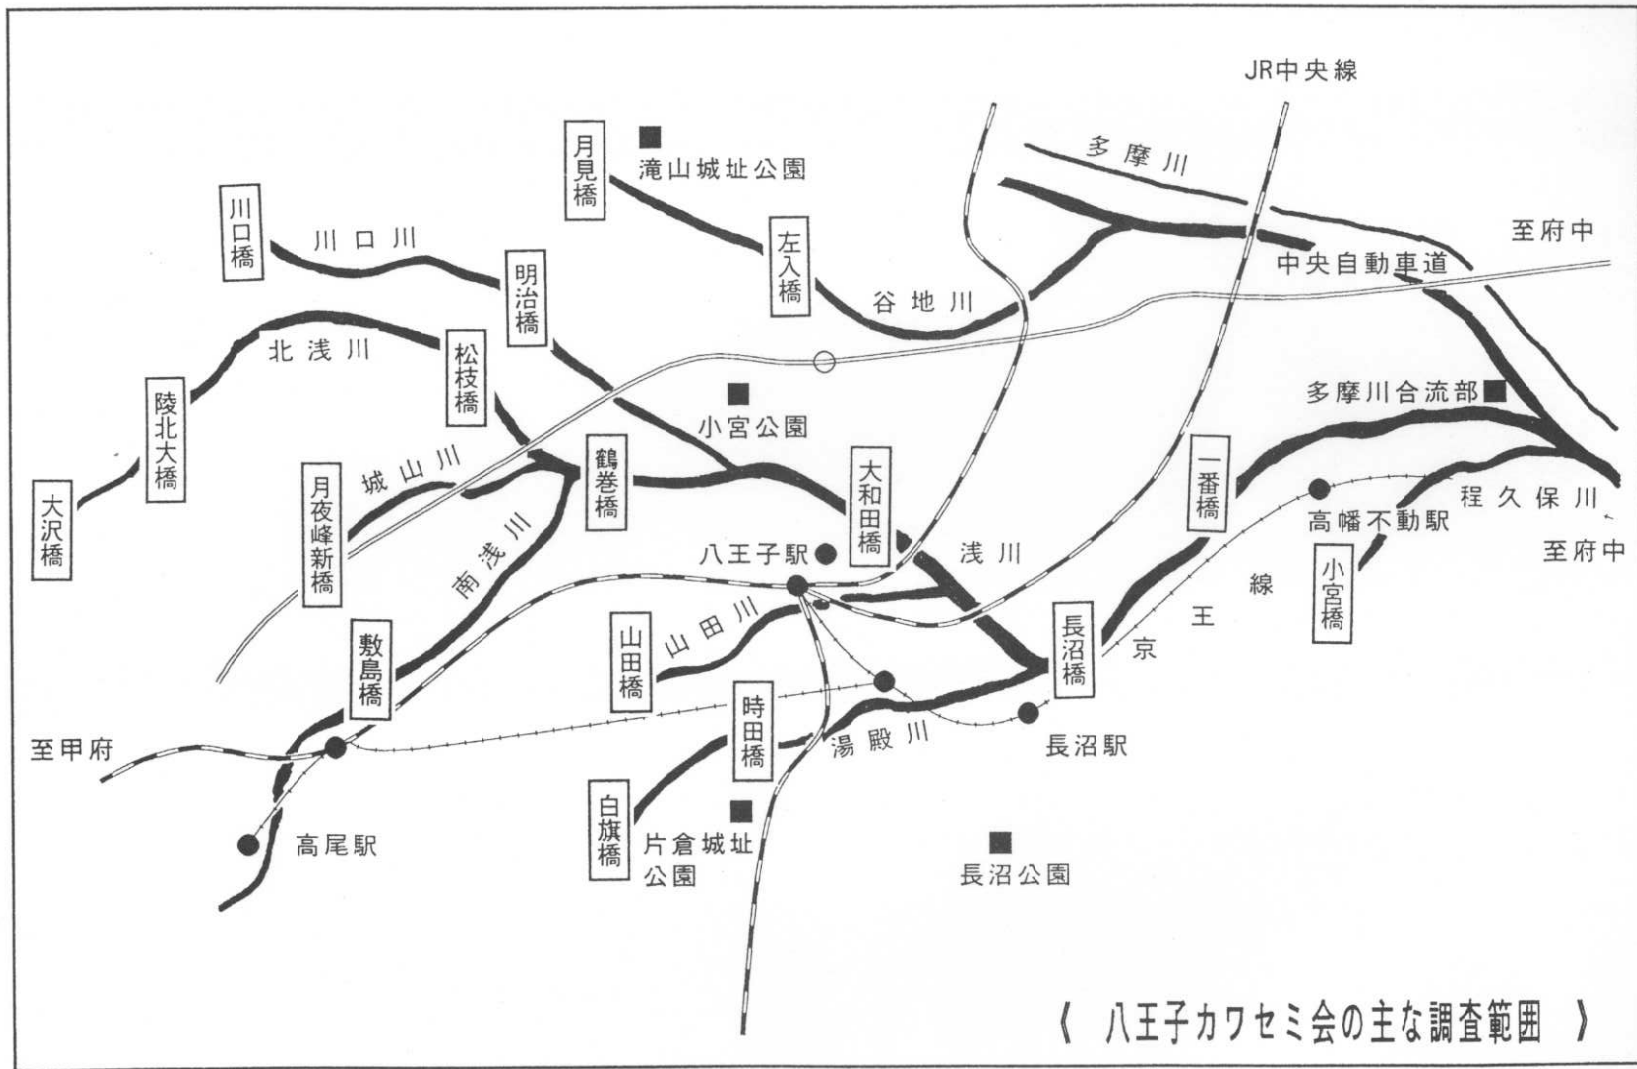 JR中央線
多摩川
月見橋
滝山城址公園
川口橋
川口川
左入橋
至府中
明治橋
中央自動車道
谷地川
北浅川
松枝橋
陵北大橋
小宮公園
多摩川合流部
城山川
鶴巻橋
大和田橋
一番橋
大沢橋
月夜峰新橋
程久保川
高幡不動駅
南浅川
八王子駅
浅川
至府中
小宮橋
京王線
敷島橋
山田橋
山田川
長沼橋
時田橋
湯殿川
長沼駅
至甲府
白旗橋
高尾駅
片倉城址
公園
長沼公園
《 八王子カワセミ会の主な調査範囲 》